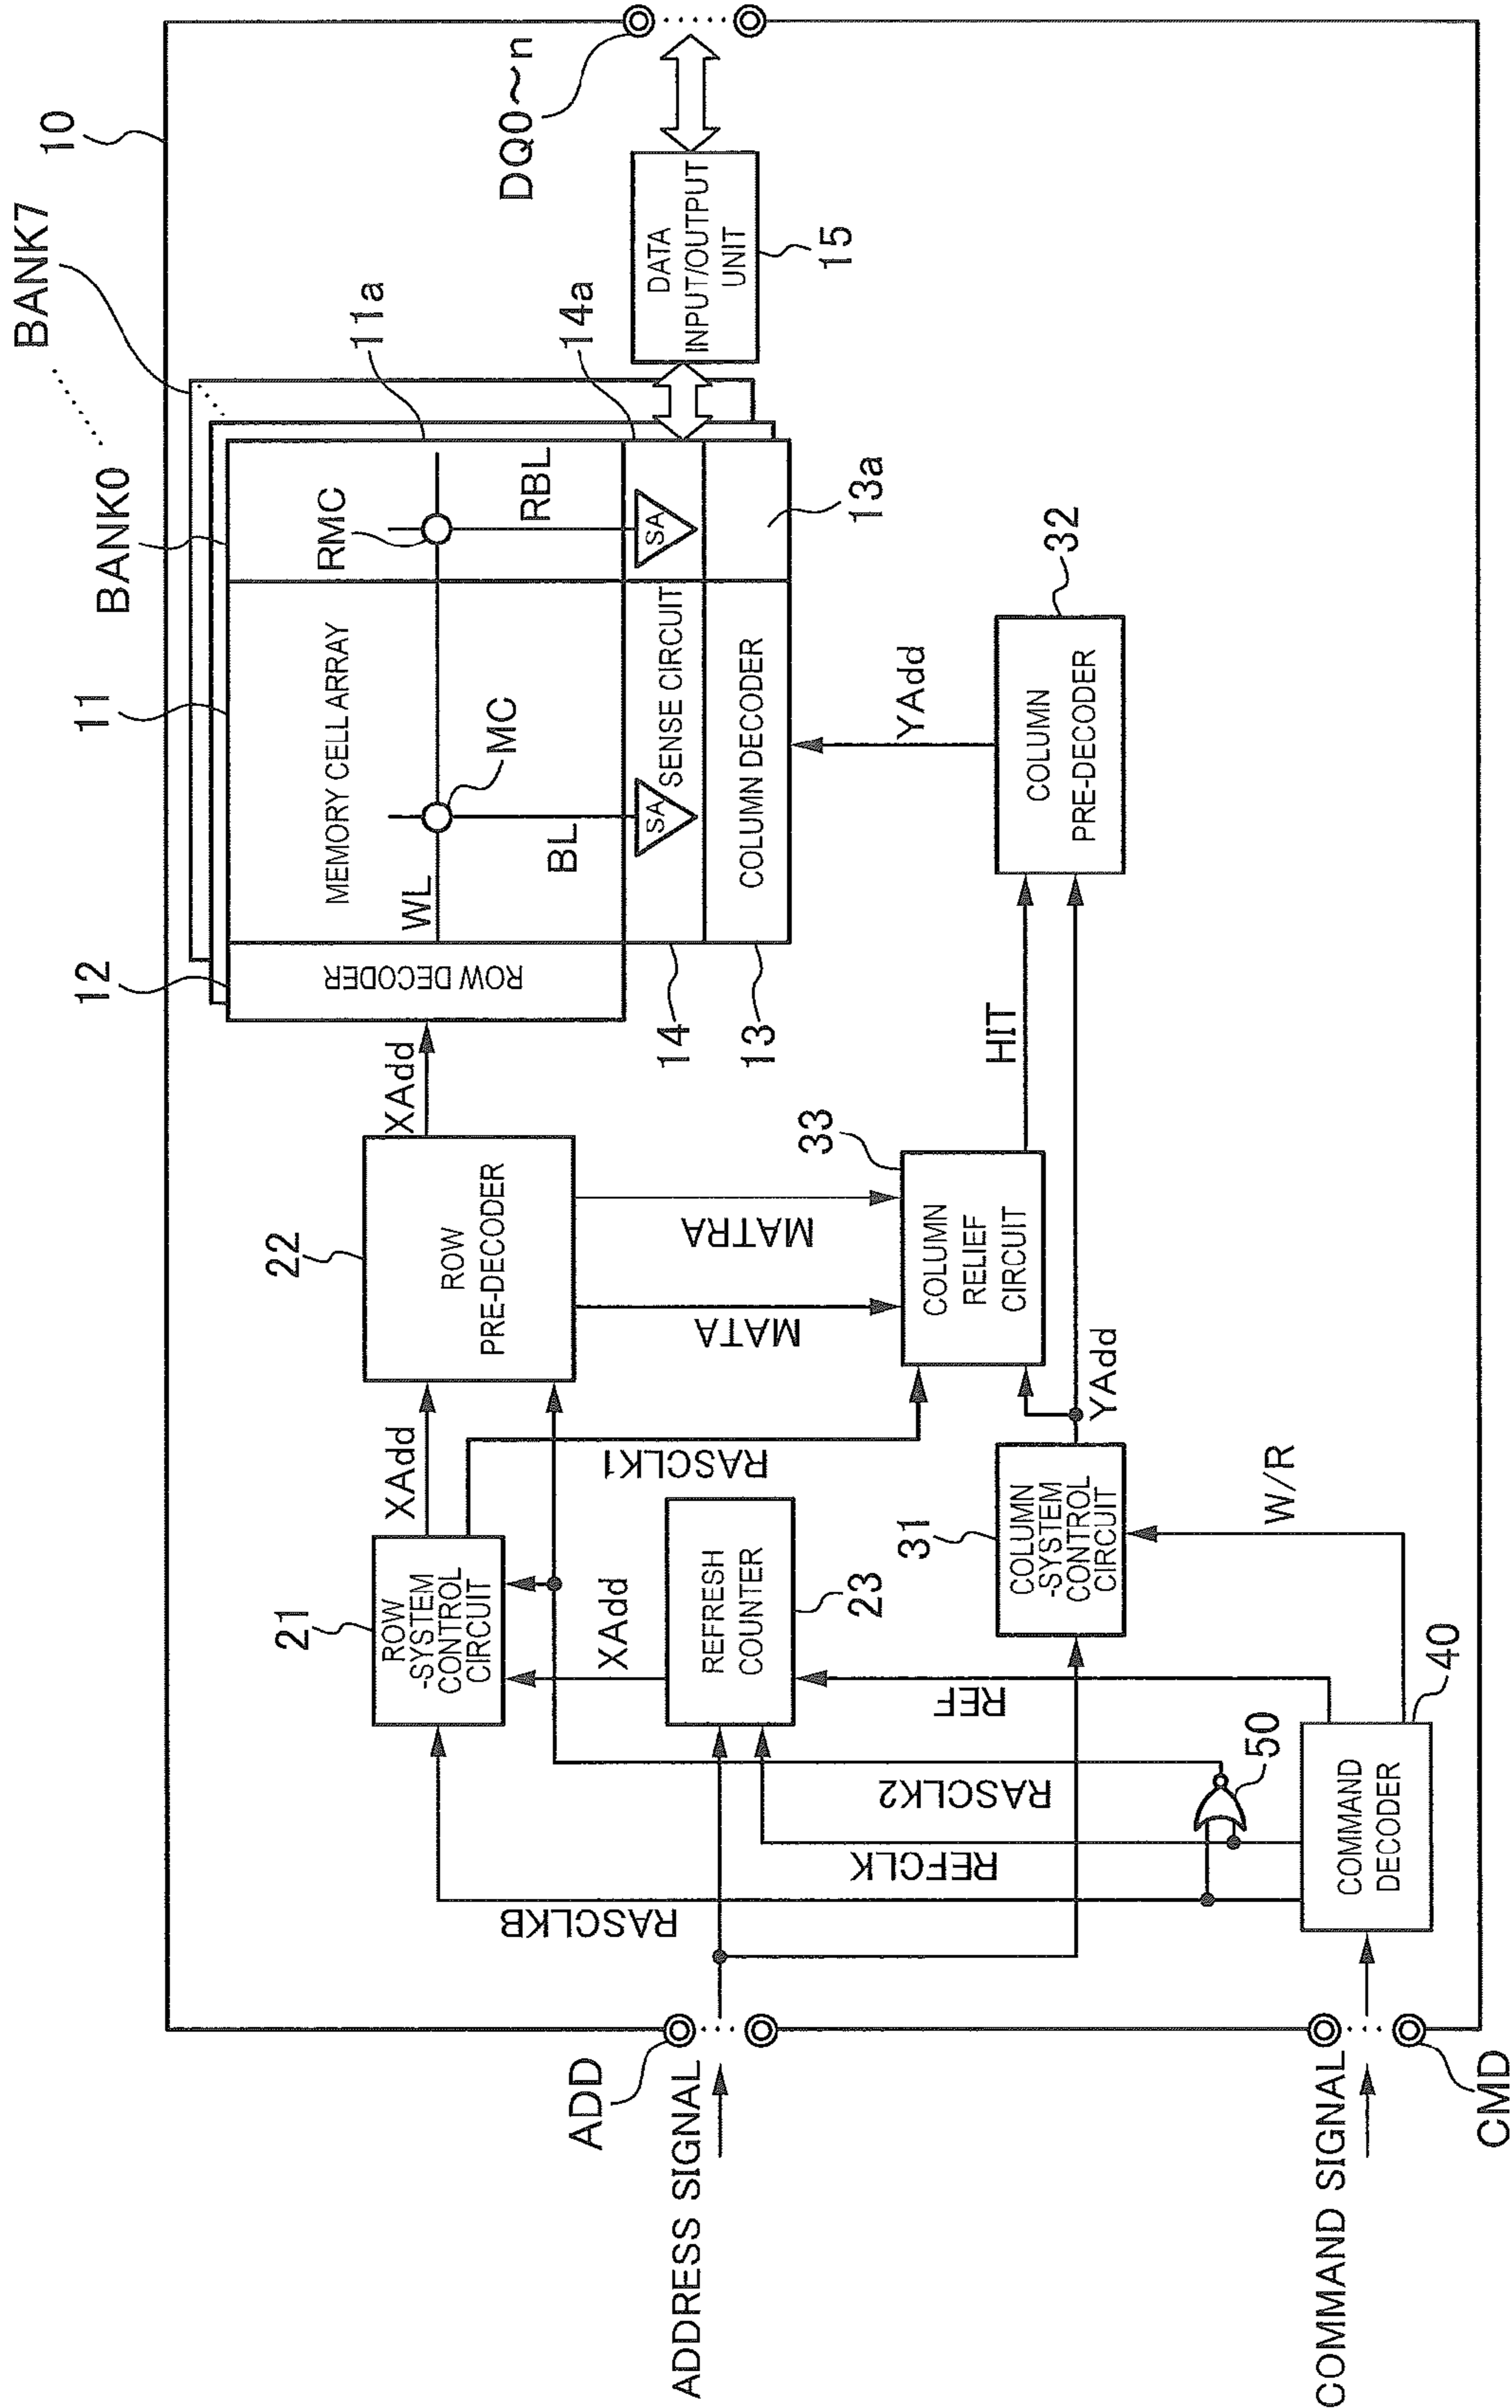 10
BANK7
BANK0
11
12
11a
14a
DQ0~n
MEMORY CELL ARRAY
ROW DECODER
WL
MC
RMC
BL
RBL
SA
SA
SENSE CIRCUIT
COLUMN DECODER
14
13
13a
DATA
INPUT/OUTPUT
UNIT
15
XAdd
22
ROW
PRE-DECODER
MATA
MATRA
XAdd
21
ROW
-SYSTEM
CONTROL
CIRCUIT
RASCLK1
XAdd
REFRESH
COUNTER
23
33
COLUMN
RELIEF
CIRCUIT
HIT
YAdd
32
COLUMN
PRE-DECODER
YAdd
31
COLUMN
-SYSTEM
CONTROL
CIRCUIT
W/R
REF
RASCLK2
REFCLK
RASCLKB
50
40
COMMAND
DECODER
ADD
ADDRESS SIGNAL
COMMAND SIGNAL
CMD